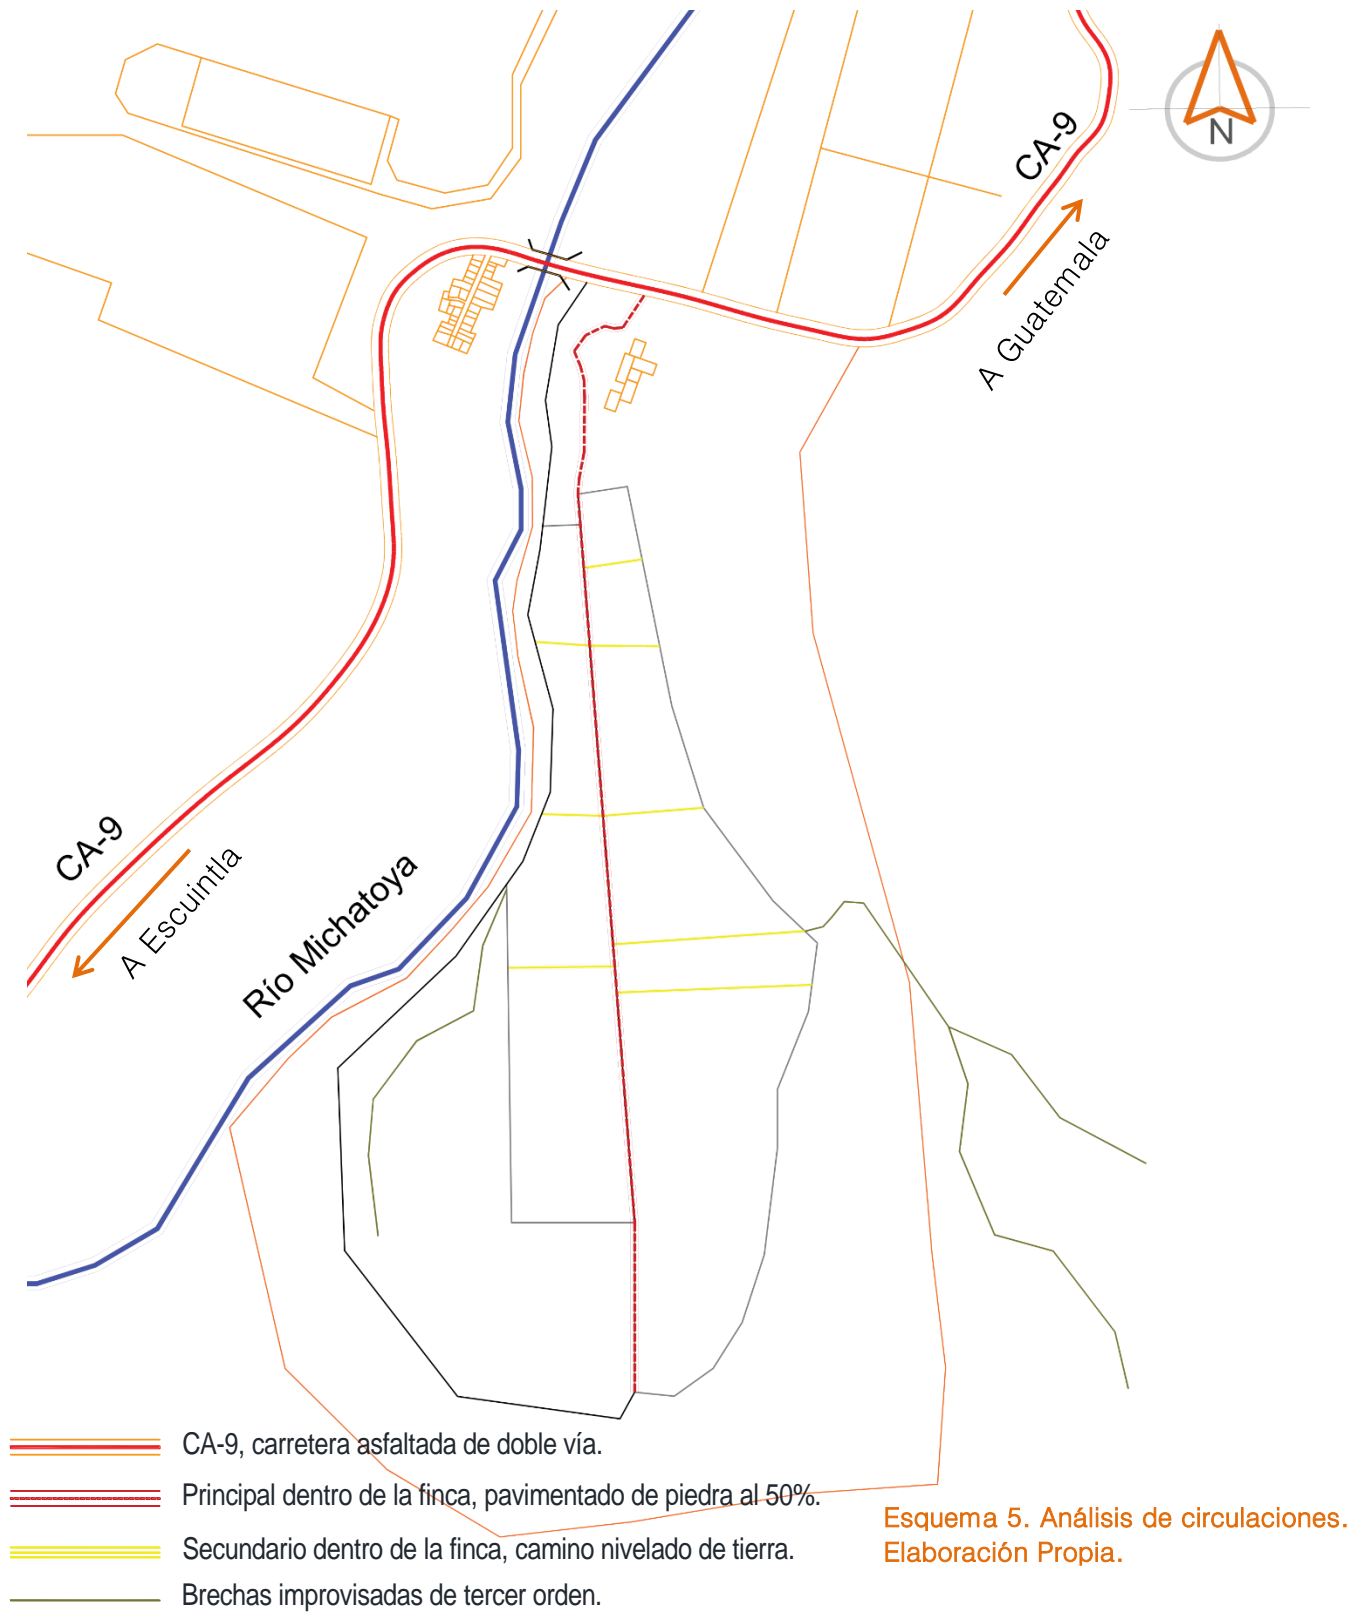 N
CA-9
A Guatemala
CA-9
A Escuintla
Río Michatoya
CA-9, carretera asfaltada de doble vía.
Principal dentro de la finca, pavimentado de piedra al 50%.
Secundario dentro de la finca, camino nivelado de tierra.
Brechas improvisadas de tercer orden.
Esquema 5. Análisis de circulaciones.
Elaboración Propia.